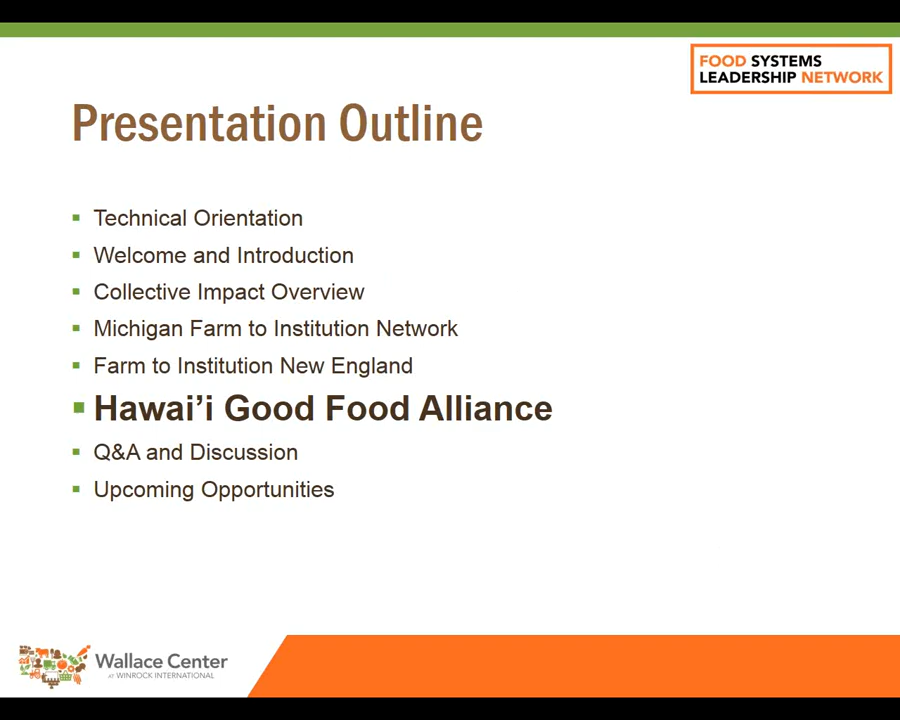 FOOD SYSTEMS
LEADERSHIP NETWORK
Presentation Outline
Technical Orientation
Welcome and Introduction
Collective Impact Overview
Michigan Farm to Institution Network
Farm to Institution New England
Hawai’i Good Food Alliance
Q&A and Discussion
Upcoming Opportunities
Wallace Center
AT WINROCK INTERNATIONAL